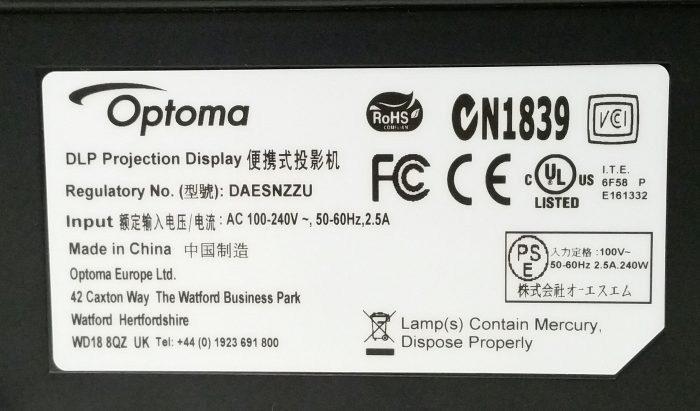 Optoma
RoHS
COMPLIANT
N1839
VCI
DLP Projection Display 便携式投影机
Regulatory No. (型號): DAESNZZU
FC CE
C UL US
LISTED
I.T.E.
6F58 P
E161332
Input 额定输入电压/电流: AC 100-240V ~, 50-60Hz,2.5A
Made in China 中国制造
Optoma Europe Ltd.
42 Caxton Way The Watford Business Park
Watford Hertfordshire
WD18 8QZ UK Tel: +44 (0) 1923 691 800
PS
E
入力定格:100V~
50-60Hz 2.5A.240W
株式会社オーエスエム
Lamp(s) Contain Mercury,
Dispose Properly